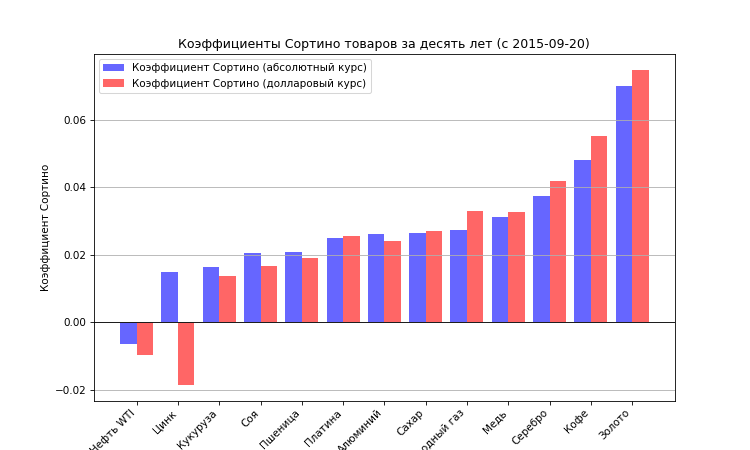 Коэффициенты Сортино товаров за десять лет (с 2015-09-20)
Коэффициент Сортино (абсолютный курс)
Коэффициент Сортино (долларовый курс)
Коэффициент Сортино
0.06
0.04
0.02
0.00
−0.02
Нефть WTI
Цинк
Кукуруза
Соя
Пшеница
Платина
Алюминий
Сахар
газ
Медь
Серебро
Кофе
Золото